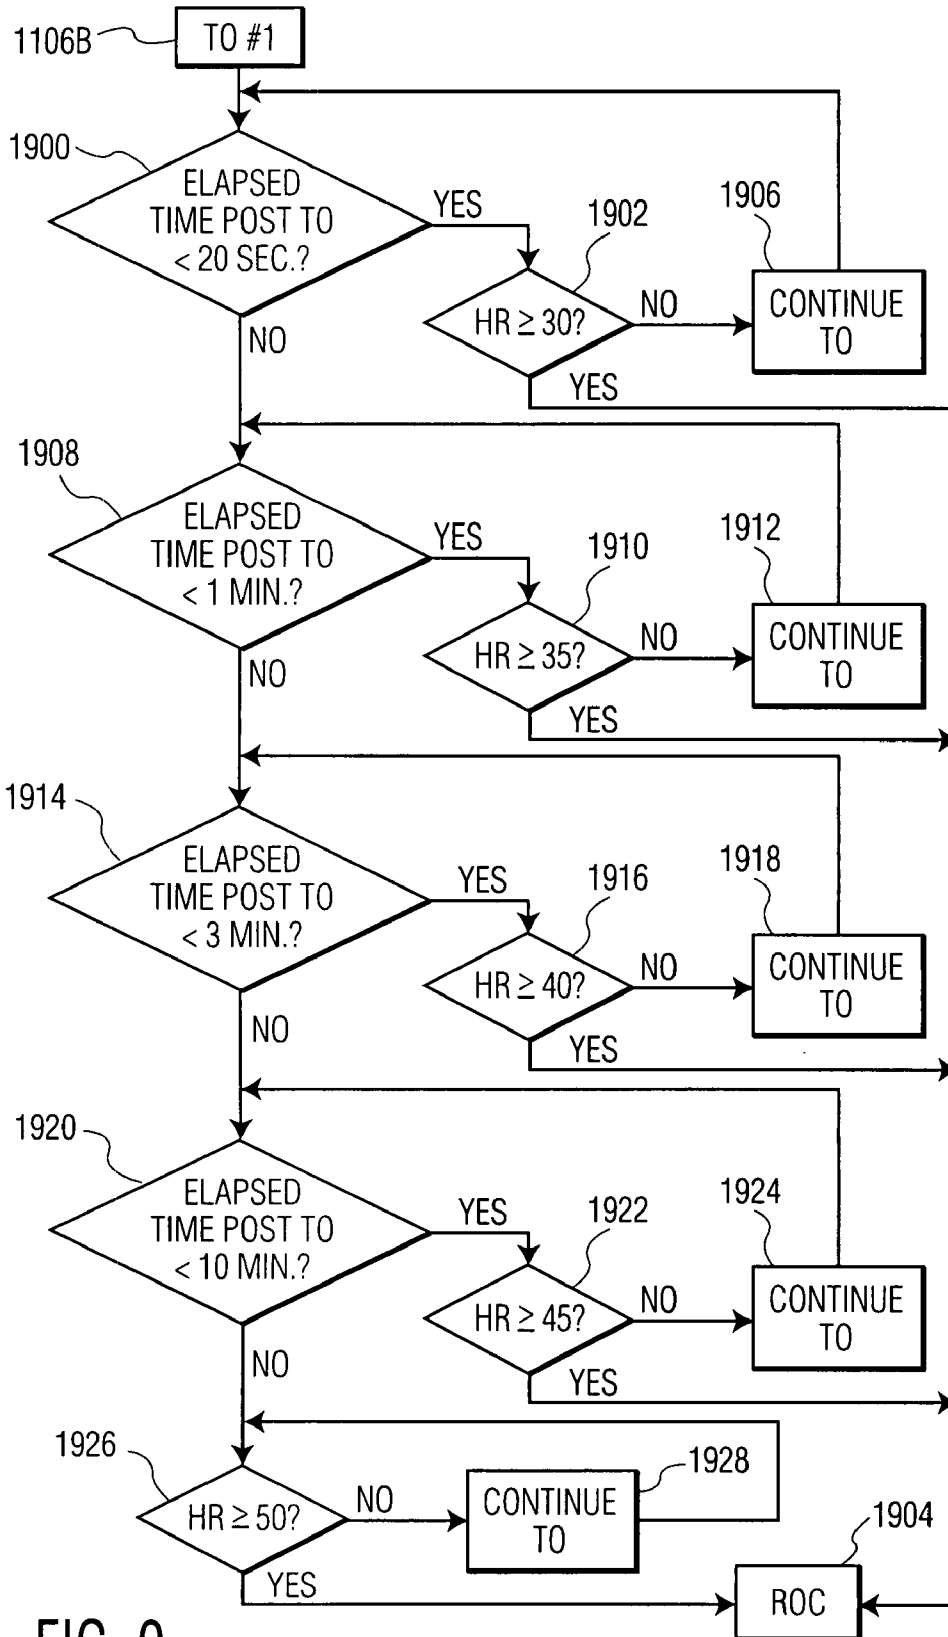 1106B
TO #1
1900
ELAPSED
TIME POST TO
< 20 SEC.?
YES
NO
1902
HR ≥ 30?
NO
YES
1906
CONTINUE
TO
1908
ELAPSED
TIME POST TO
< 1 MIN.?
YES
NO
1910
HR ≥ 35?
NO
YES
1912
CONTINUE
TO
1914
ELAPSED
TIME POST TO
< 3 MIN.?
YES
NO
1916
HR ≥ 40?
NO
YES
1918
CONTINUE
TO
1920
ELAPSED
TIME POST TO
< 10 MIN.?
YES
NO
1922
HR ≥ 45?
NO
YES
1924
CONTINUE
TO
1926
HR ≥ 50?
NO
YES
1928
CONTINUE
TO
1904
ROC